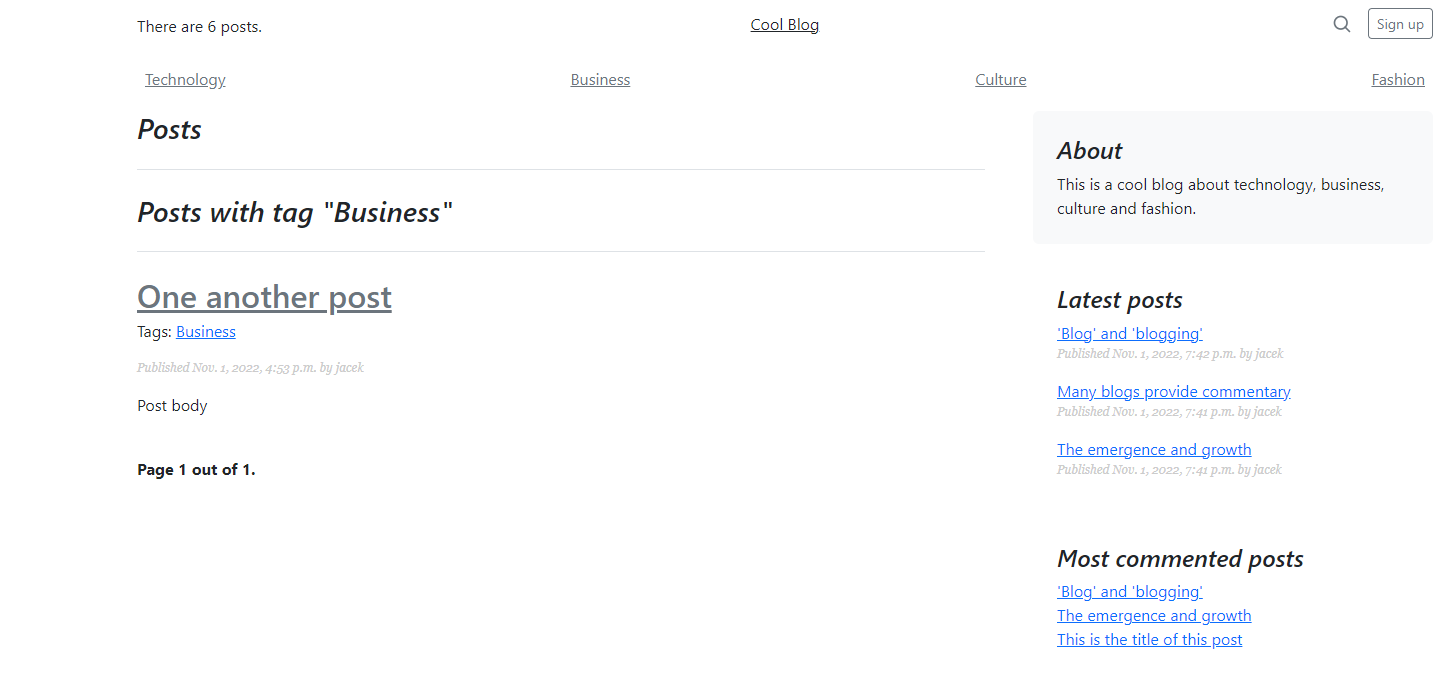 There are 6 posts.
Cool Blog
Sign up
Technology
Business
Culture
Fashion
Posts
Posts with tag "Business"
One another post
Tags: Business
Published Nov. 1, 2022, 4:53 p.m. by jacek
Post body
Page 1 out of 1.
About
This is a cool blog about technology, business,
culture and fashion.
Latest posts
'Blog' and 'blogging'
Published Nov. 1, 2022, 7:42 p.m. by jacek
Many blogs provide commentary
Published Nov. 1, 2022, 7:41 p.m. by jacek
The emergence and growth
Published Nov. 1, 2022, 7:41 p.m. by jacek
Most commented posts
'Blog' and 'blogging'
The emergence and growth
This is the title of this post